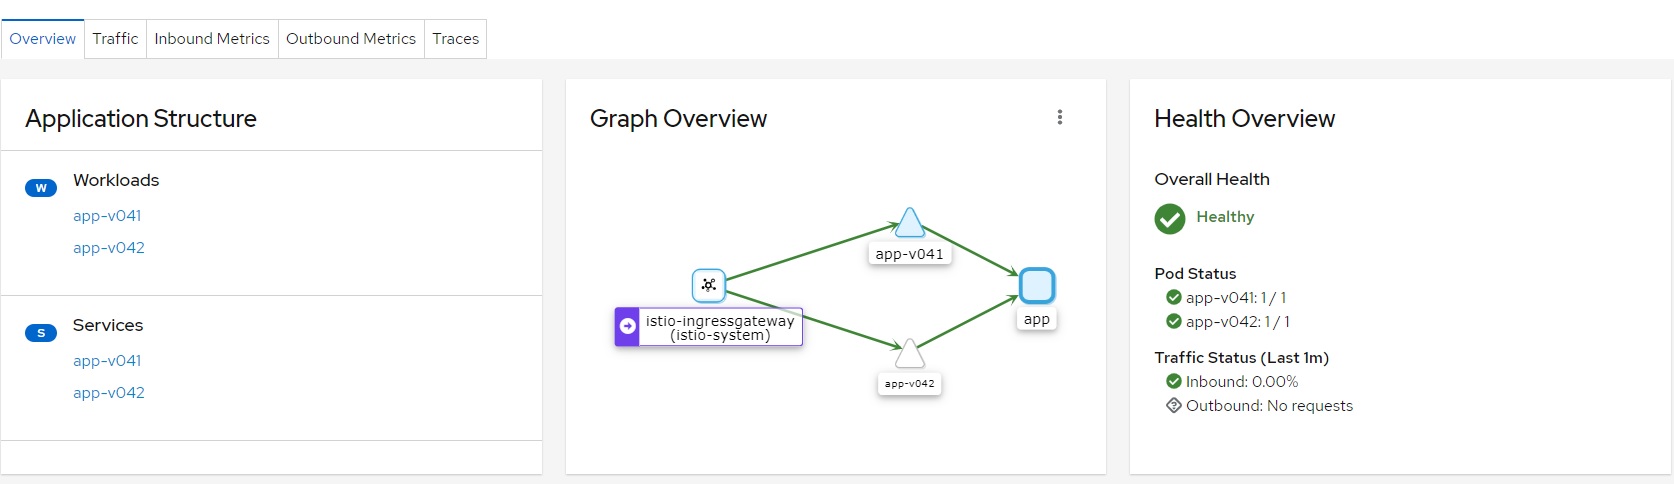 Overview
Traffic
Inbound Metrics
Outbound Metrics
Traces
Application Structure
W
Workloads
app-v041
app-v042
S
Services
app-v041
app-v042
Graph Overview
app-v041
istio-ingressgateway
(istio-system)
app
app-v042
Health Overview
Overall Health
Healthy
Pod Status
app-v041: 1 / 1
app-v042: 1 / 1
Traffic Status (Last 1m)
Inbound: 0.00%
Outbound: No requests